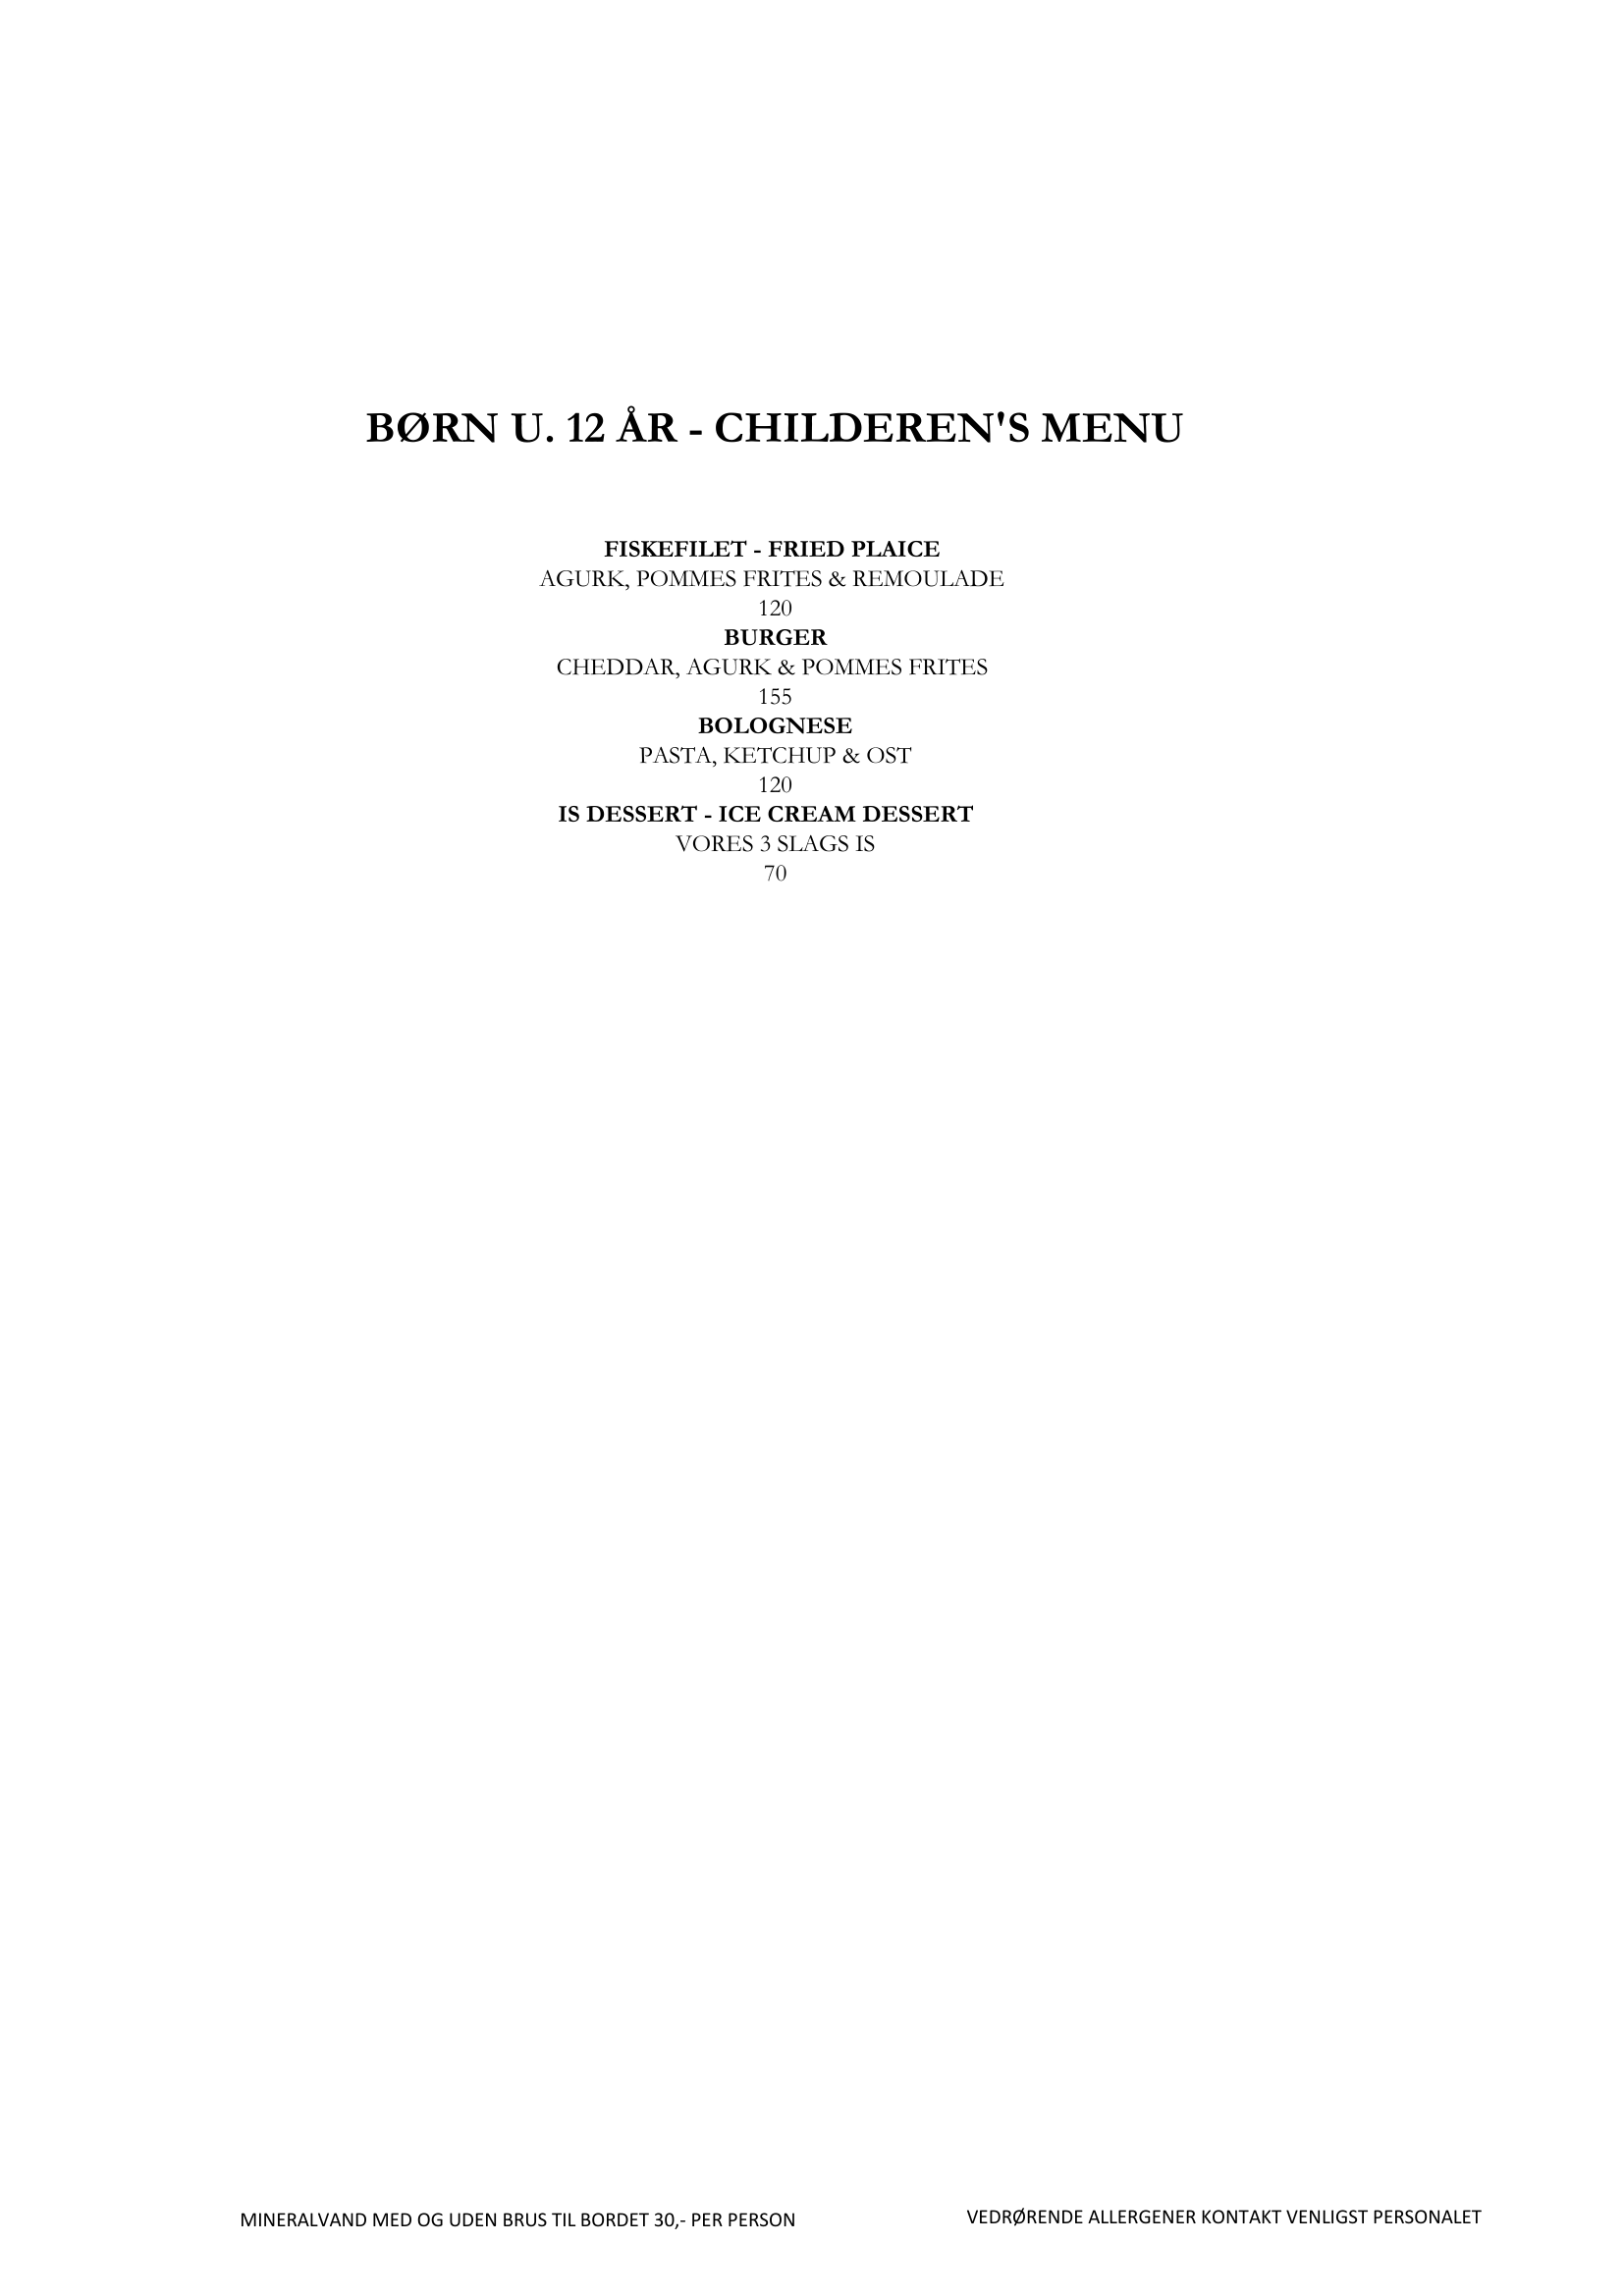 BØRN U. 12 ÅR - CHILDEREN'S MENU
FISKEFILET - FRIED PLAICE
AGURK, POMMES FRITES & REMOULADE
120
BURGER
CHEDDAR, AGURK & POMMES FRITES
155
BOLOGNESE
PASTA, KETCHUP & OST
120
IS DESSERT - ICE CREAM DESSERT
VORES 3 SLAGS IS
70
MINERALVAND MED OG UDEN BRUS TIL BORDET 30,- PER PERSON
VEDRØRENDE ALLERGENER KONTAKT VENLIGST PERSONALET